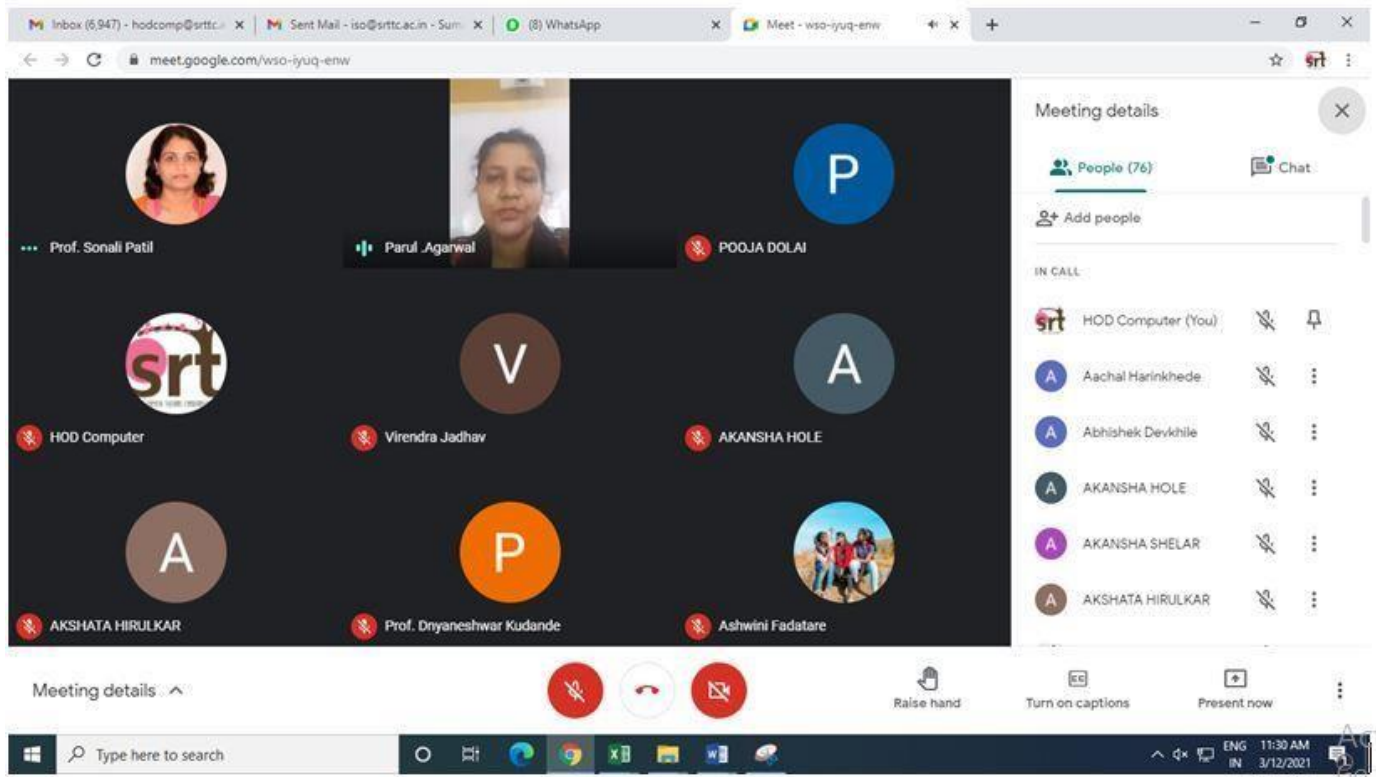 Inbox (6,947) - hodcomp@srttc.
Sent Mail - iso@srttc.ac.in - Sum
(8) WhatsApp
Meet - wso-iyuq-enw
meet.google.com/wso-iyuq-enw
srt
Prof. Sonali Patil
Parul .Agarwal
P
POOJA DOLAI
srt
HOD Computer
V
Virendra Jadhav
A
AKANSHA HOLE
A
AKSHATA HIRULKAR
P
Prof. Dnyaneshwar Kudande
Ashwini Fadatare
Meeting details
People (76)
Chat
Add people
IN CALL
srt HOD Computer (You)
A Aachal Harinkhede
A Abhishek Devkhile
A AKANSHA HOLE
A AKANSHA SHELAR
A AKSHATA HIRULKAR
Meeting details
Raise hand
Turn on captions
Present now
Type here to search
ENG 11:30 AM
IN 3/12/2021